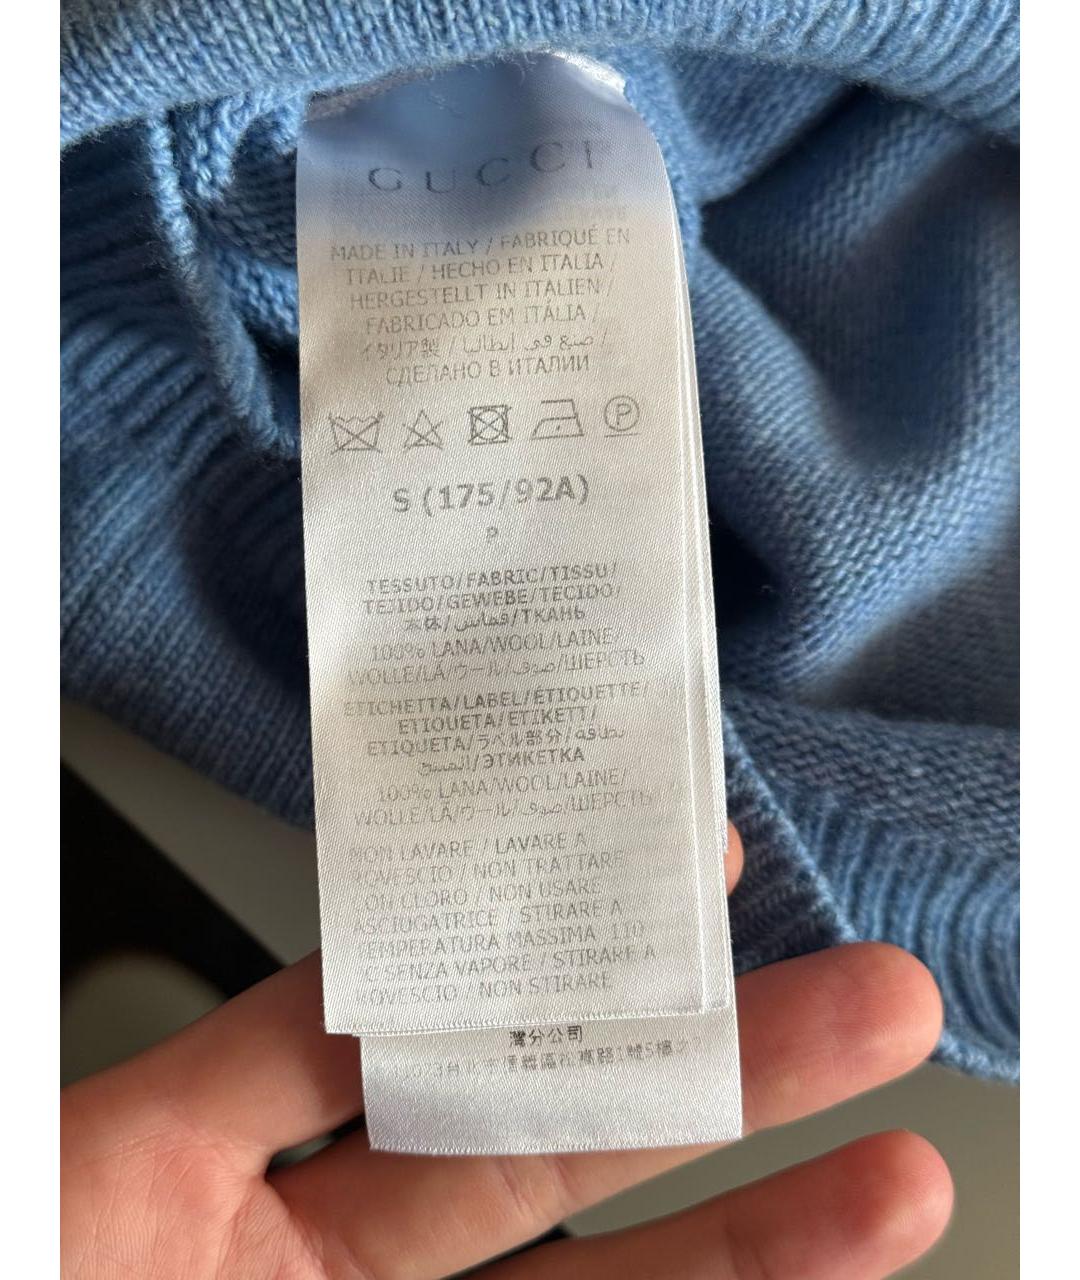 GUCCI
MADE IN ITALY / FABRIQUÉ EN
ITALIE / HECHO EN ITALIA /
HERGESTELLT IN ITALIEN /
FABRICADO EM ITÁLIA /
イタリア製 / صنع في إيطاليا /
СДЕЛАНО В ИТАЛИИ
P
S (175/92A)
P
TESSUTO/FABRIC/TISSU/
TEJIDO/GEWEBE/TECIDO/
本体/قماس/ТКАНЬ
100% LANA/WOOL/LAINE/
WOLLE/LÃ/ウール/صوف/ШЕРСТЬ
ETICHETTA/LABEL/ÉTIQUETTE/
ETIQUETA/ETIKETT/
ETIQUETA/ラベル部分/بطاقة
/ЭТИКЕТКА
100% LANA/WOOL/LAINE/
WOLLE/LÃ/ウール/صوف/ШЕРСТЬ
NON LAVARE / LAVARE A
ROVESCIO / NON TRATTARE
CON CLORO / NON USARE
ASCIUGATRICE / STIRARE A
TEMPERATURA MASSIMA 110
C SENZA VAPORE / STIRARE A
ROVESCIO / NON STIRARE
灣分公司